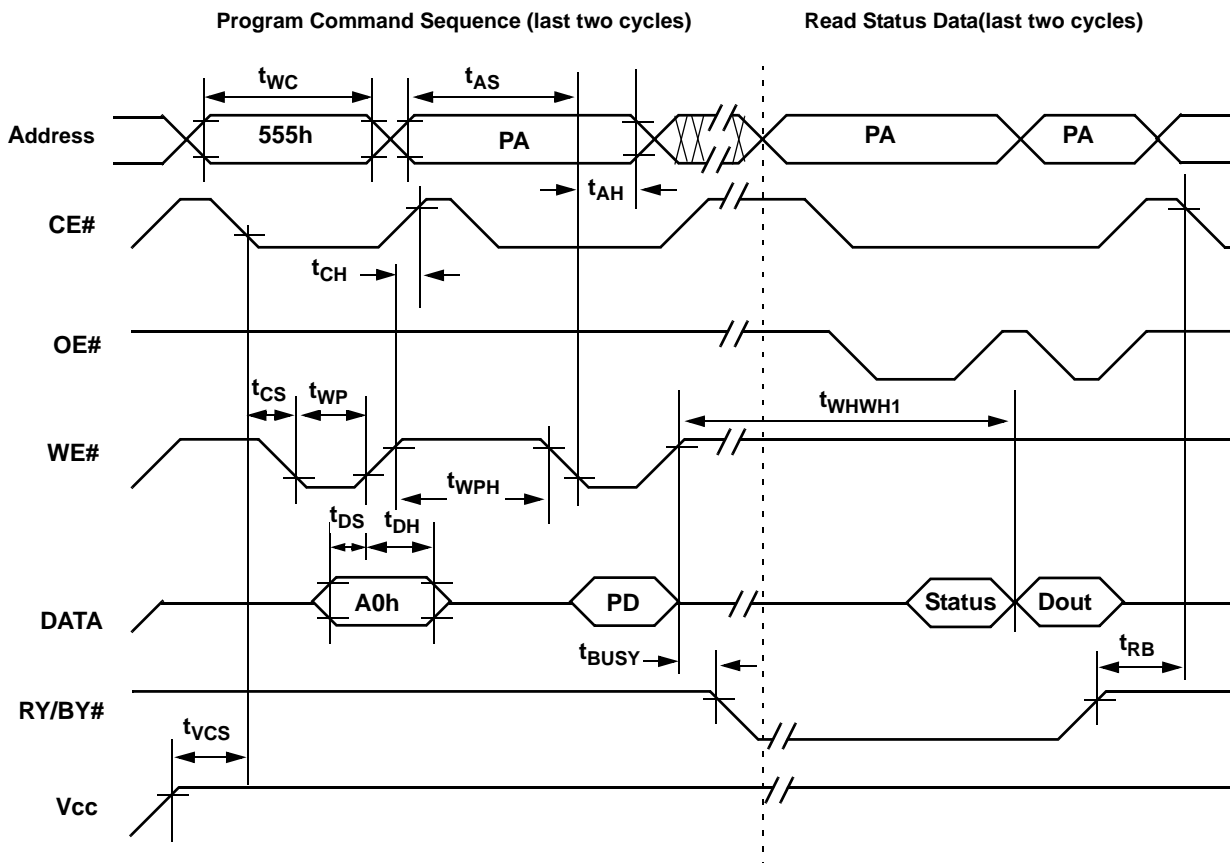 Program Command Sequence (last two cycles) Read Status Data(last two cycles)
tWC tAS
Address 555h PA PA PA
tAH
CE#
tCH
OE#
tCS tWP tWHWH1
WE#
tWPH
tDS tDH
DATA A0h PD Status Dout
tBUSY tRB
RY/BY#
tVCS
Vcc